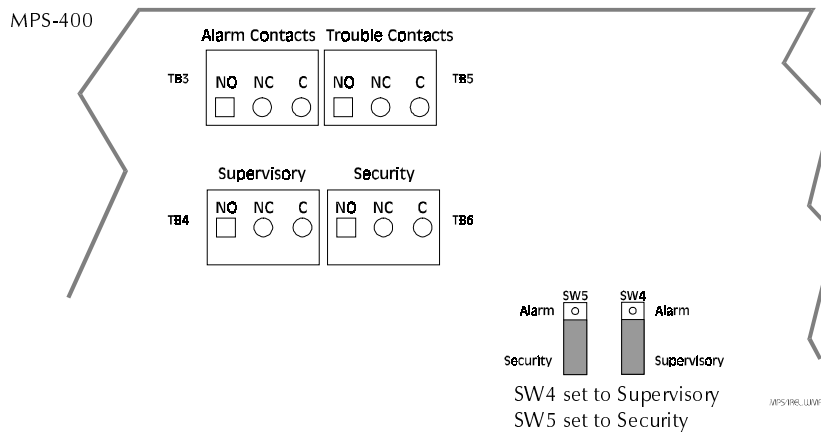 MPS-400
Alarm Contacts Trouble Contacts
TB3 NO NC C NO NC C TB5
Supervisory Security
TB4 NO NC C NO NC C TB6
SW5 SW4
Alarm Alarm
Security Supervisory
SW4 set to Supervisory
SW5 set to Security